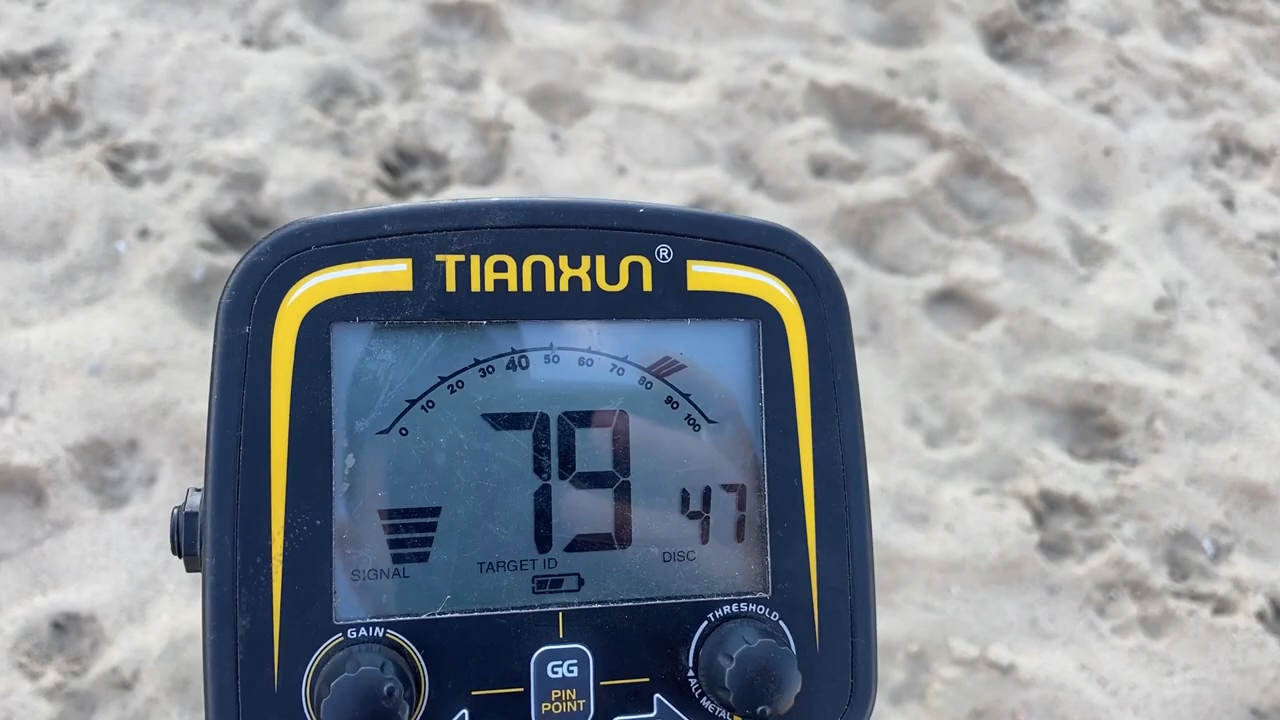 TIANXUN®
0 10 20 30 40 50 60 70 80 90 100
79
47
SIGNAL
TARGET ID
DISC
GAIN
THRESHOLD
GG
PIN
POINT
ALL METAL